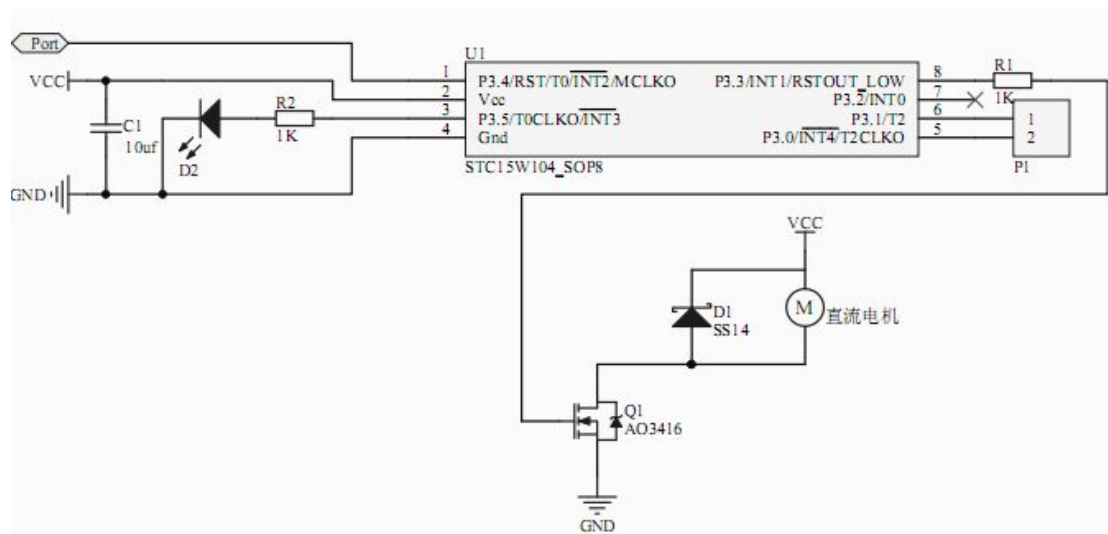 Port
U1
1
P3.4/RST/T0/INT2/MCLKO
P3.3/INT1/RSTOUT_LOW
8
R1
1K
VCC
2
Vcc
P3.2/INT0
7
R2
1K
3
P3.5/T0CLKO/INT3
P3.1/T2
6
1
C1
10uf
D2
4
Gnd
P3.0/INT4/T2CLKO
5
2
STC15W104_SOP8
P1
GND
VCC
D1
SS14
M
直流电机
Q1
AO3416
GND